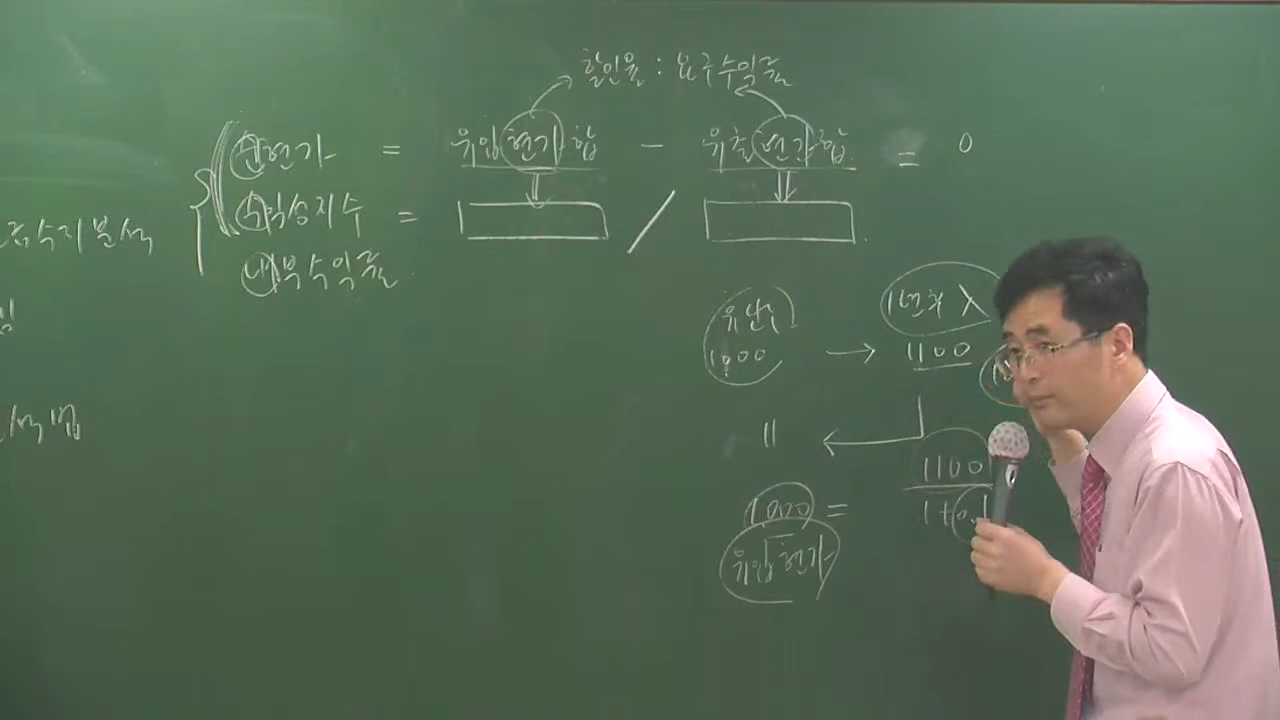 할인율 : 요구수익률
순현가 = 유입현가합 - 유출현가합 = 0
수익성지수 = /
내부수익률
1년 후
1000 → 1100
"
1000 = 1100
1+0.1
유입현가